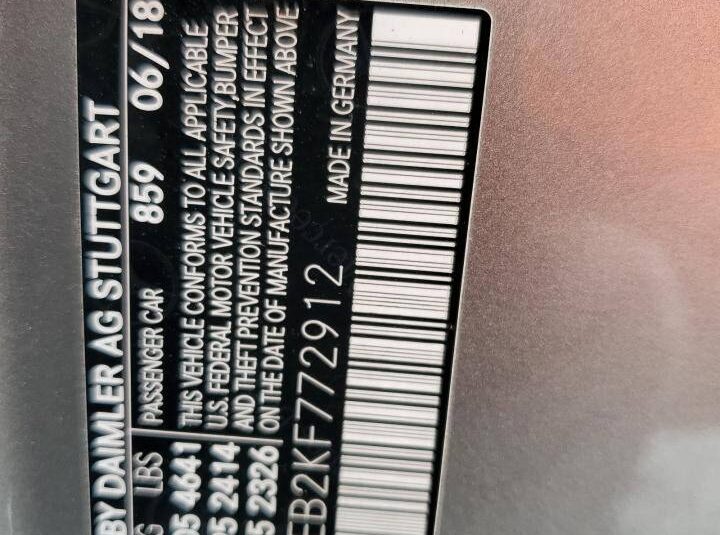 BY DAIMLER AG STUTTGART
G LBS PASSENGER CAR 859 06/18
05 4641 THIS VEHICLE CONFORMS TO ALL APPLICABLE
95 2414 U.S. FEDERAL MOTOR VEHICLE SAFETY, BUMPER,
5 2326 AND THEFT PREVENTION STANDARDS IN EFFECT
ON THE DATE OF MANUFACTURE SHOWN ABOVE
EB2KF772912 MADE IN GERMANY